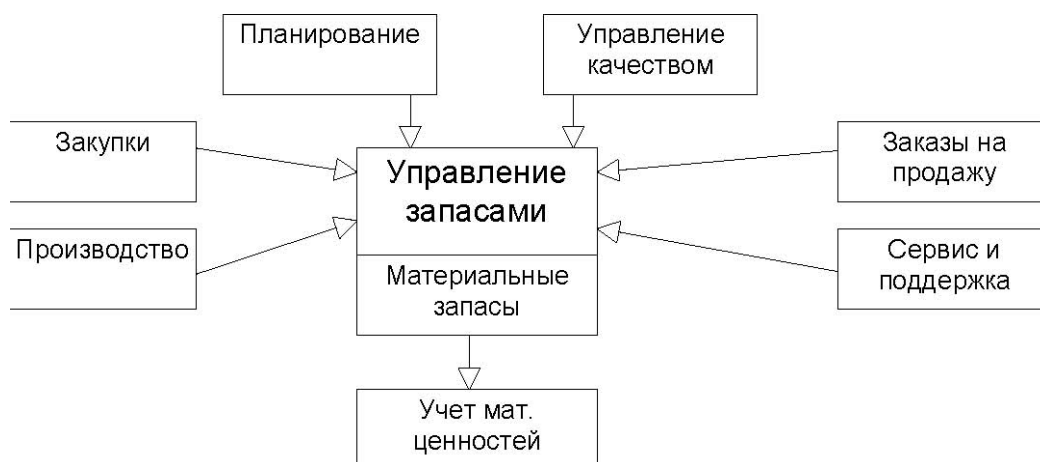 Планирование
Управление
качеством
Закупки
Управление
запасами
Заказы на
продажу
Производство
Материальные
запасы
Сервис и
поддержка
Учет мат.
ценностей